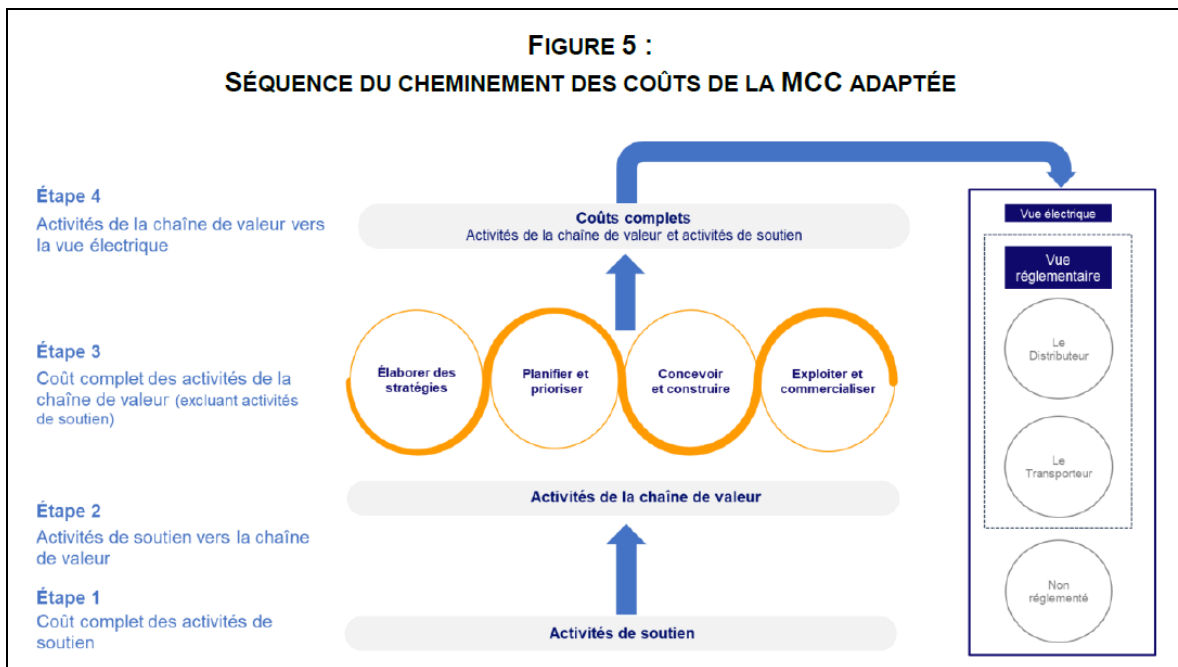 FIGURE 5 :
SÉQUENCE DU CHEMINEMENT DES COÛTS DE LA MCC ADAPTÉE
Étape 4
Activités de la chaîne de valeur vers
la vue électrique
Coûts complets
Activités de la chaîne de valeur et activités de soutien
Étape 3
Coût complet des activités de la
chaîne de valeur (excluant activités
de soutien)
Élaborer des
stratégies
Planifier et
prioriser
Concevoir
et construire
Exploiter et
commercialiser
Activités de la chaîne de valeur
Étape 2
Activités de soutien vers la chaîne
de valeur
Étape 1
Coût complet des activités de
soutien
Activités de soutien
Vue électrique
Vue
réglementaire
Le
Distributeur
Le
Transporteur
Non
réglementé